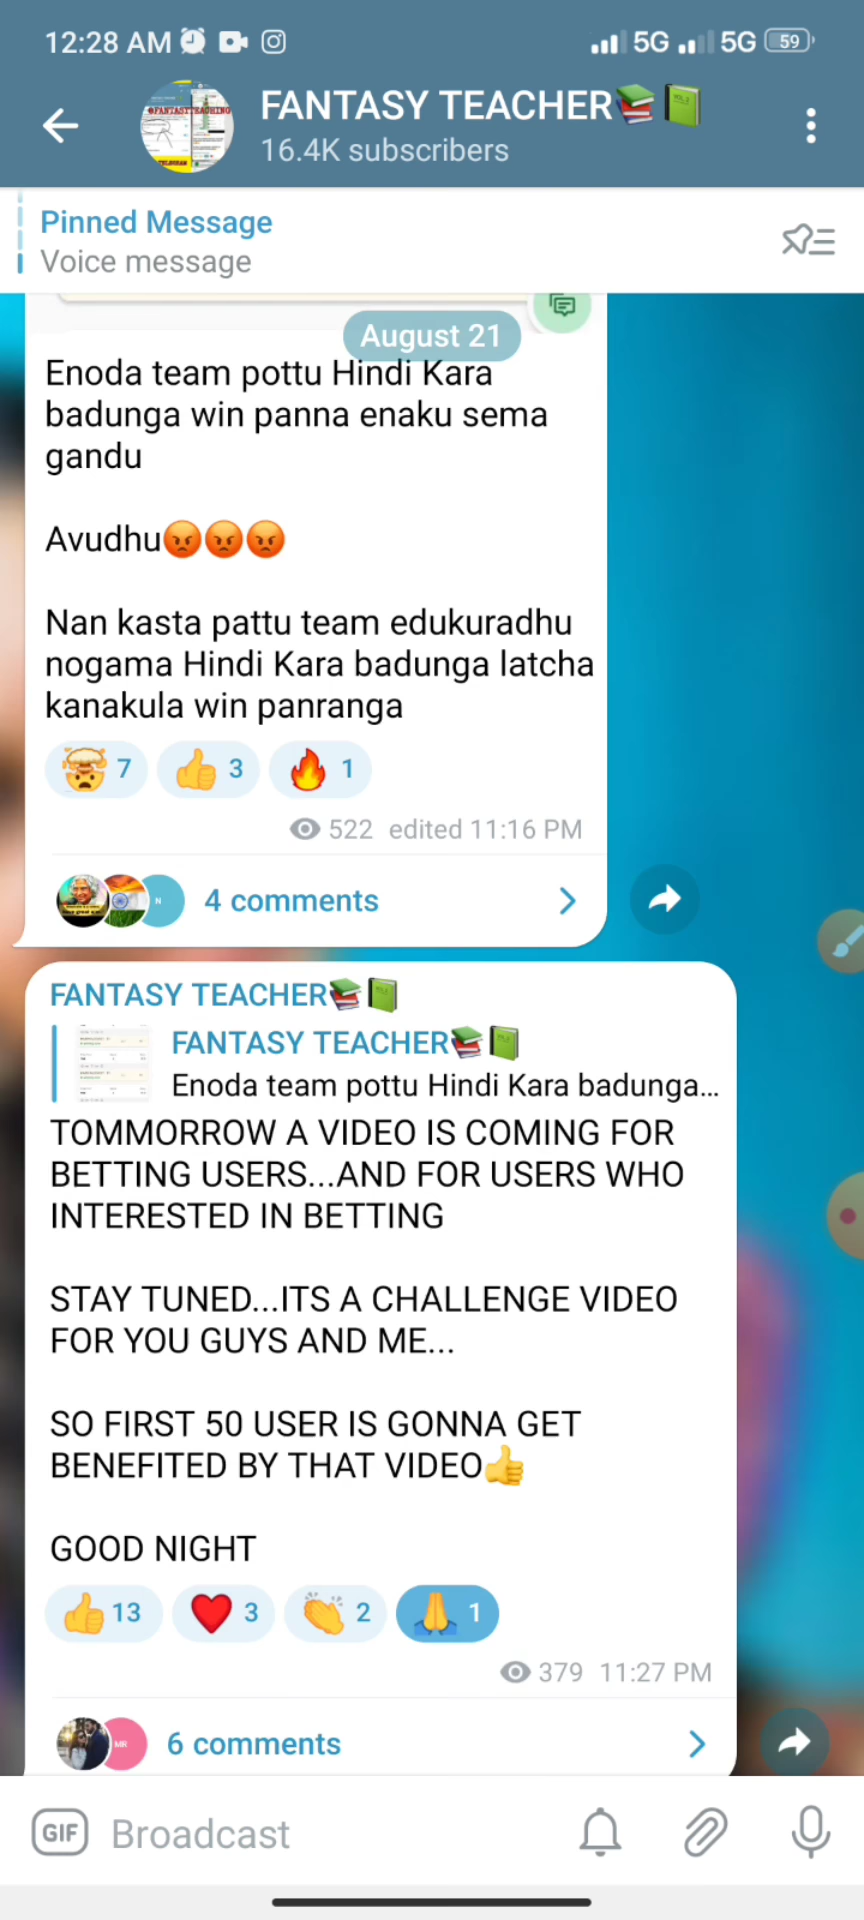 12:28 AM
5G 5G 59
FANTASY TEACHER📚📗
16.4K subscribers
Pinned Message
Voice message
August 21
Enoda team pottu Hindi Kara
badunga win panna enaku sema
gandu
Avudhu😡😡😡
Nan kasta pattu team edukuradhu
nogama Hindi Kara badunga latcha
kanakula win panranga
🤯 7 👍 3 🔥 1
522 edited 11:16 PM
N
4 comments
FANTASY TEACHER📚📗
FANTASY TEACHER📚📗
Enoda team pottu Hindi Kara badunga...
TOMMORROW A VIDEO IS COMING FOR
BETTING USERS...AND FOR USERS WHO
INTERESTED IN BETTING
STAY TUNED...ITS A CHALLENGE VIDEO
FOR YOU GUYS AND ME...
SO FIRST 50 USER IS GONNA GET
BENEFITED BY THAT VIDEO👍
GOOD NIGHT
👍 13 ❤️ 3 👏 2 🙏 1
379 11:27 PM
MR
6 comments
GIF Broadcast